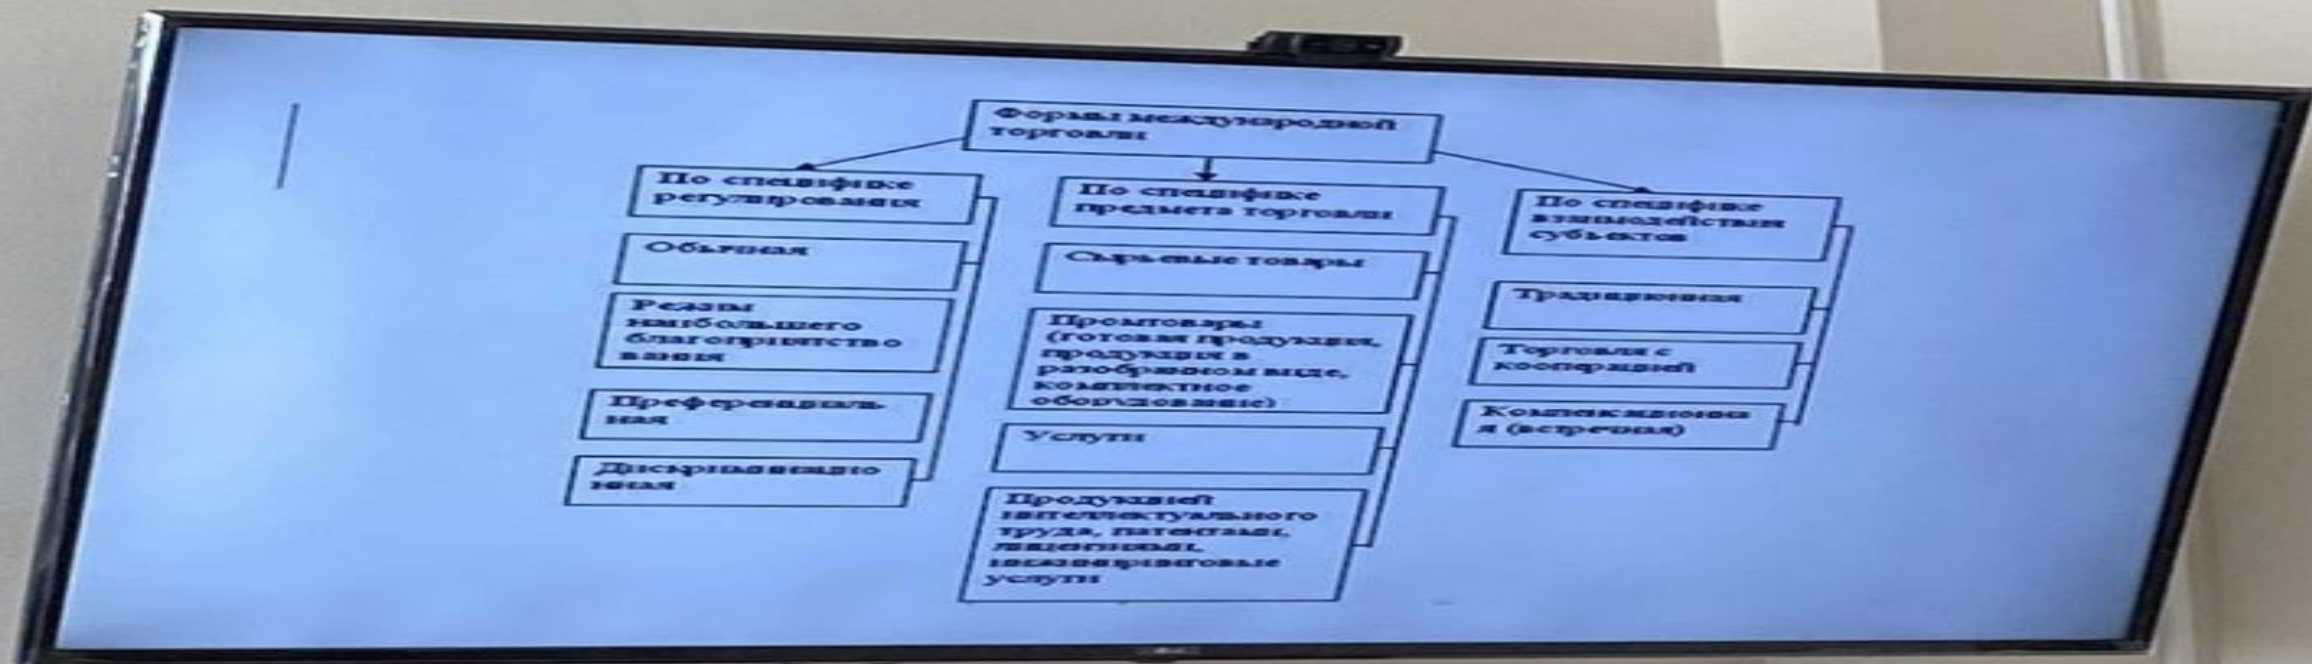 Формы международной
торговли
По специфике
регулирования
Обычная
Режим
наибольшего
благоприятство
вания
Преференциаль
ная
Дискриминацио
нная
По специфике
предмета торговли
Сырьевые товары
Промтовары
(готовая продукция,
продукция в
разобранном виде,
комплектное
оборудование)
Услуги
Продукцией
интеллектуального
труда, патентами,
лицензиями,
инжиниринговые
услуги
По специфике
взаимодействия
субъектов
Традиционная
Торговля с
кооперацией
Компенсационна
я (встречная)